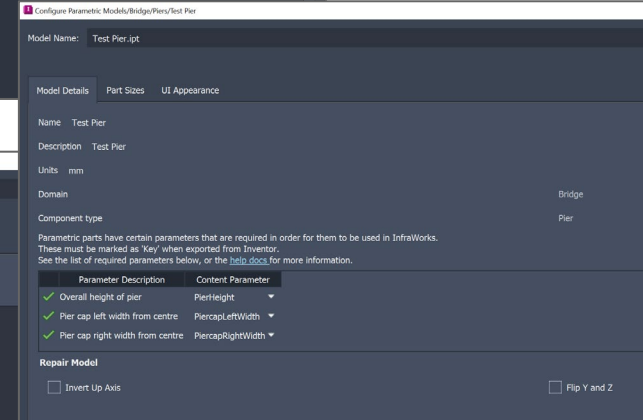 Configure Parametric Models/Bridge/Piers/Test Pier
Model Name: Test Pier.ipt
Model Details Part Sizes UI Appearance
Name Test Pier
Description Test Pier
Units mm
Domain Bridge
Component type Pier
Parametric parts have certain parameters that are required in order for them to be used in InfraWorks.
These must be marked as 'Key' when exported from Inventor.
See the list of required parameters below, or the help docs for more information.
Parameter Description Content Parameter
Overall height of pier PierHeight
Pier cap left width from centre PiercapLeftWidth
Pier cap right width from centre PiercapRightWidth
Repair Model
Invert Up Axis Flip Y and Z